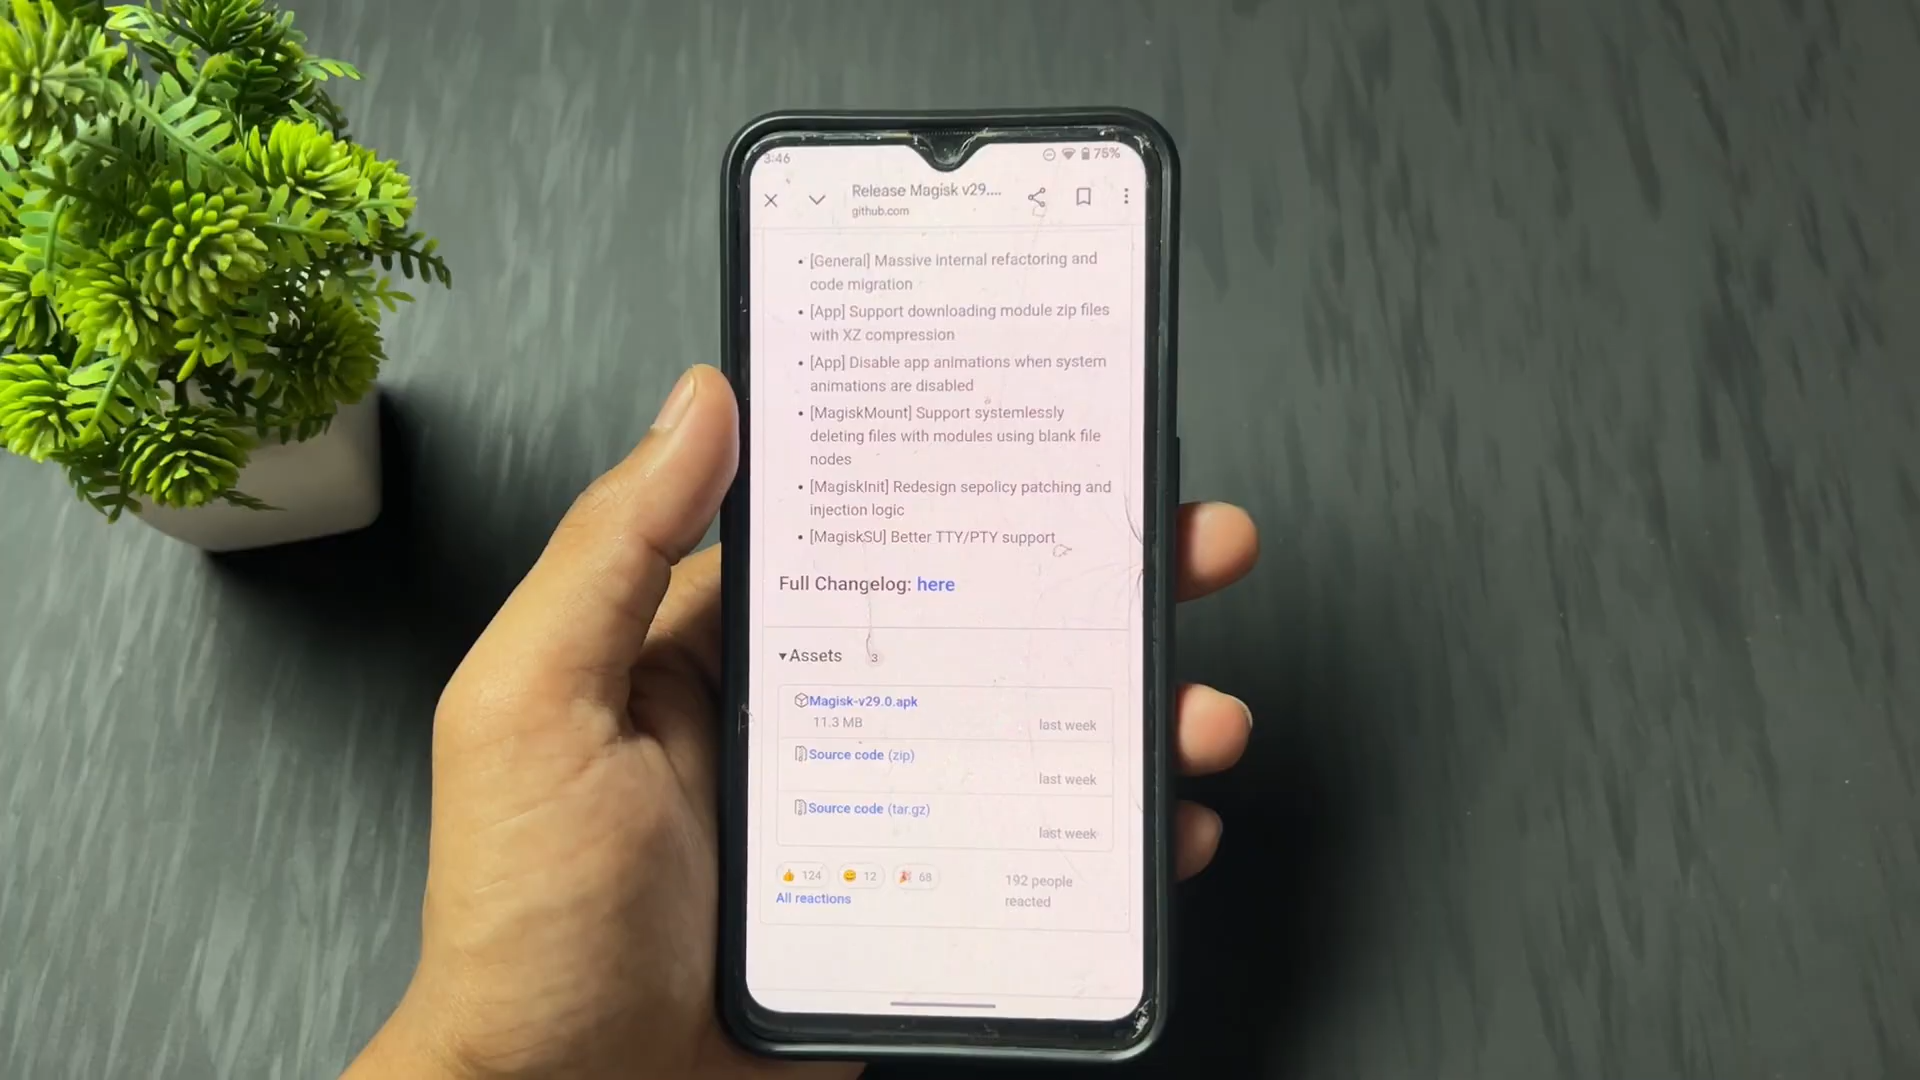 3:46
75%
Release Magisk v29....
github.com
• [General] Massive internal refactoring and
code migration
• [App] Support downloading module zip files
with XZ compression
• [App] Disable app animations when system
animations are disabled
• [MagiskMount] Support systemlessly
deleting files with modules using blank file
nodes
• [MagiskInit] Redesign sepolicy patching and
injection logic
• [MagiskSU] Better TTY/PTY support
Full Changelog: here
▾Assets 3
Magisk-v29.0.apk
11.3 MB
last week
Source code (zip)
last week
Source code (tar.gz)
last week
👍 124 😄 12 🎉 68
192 people
reacted
All reactions